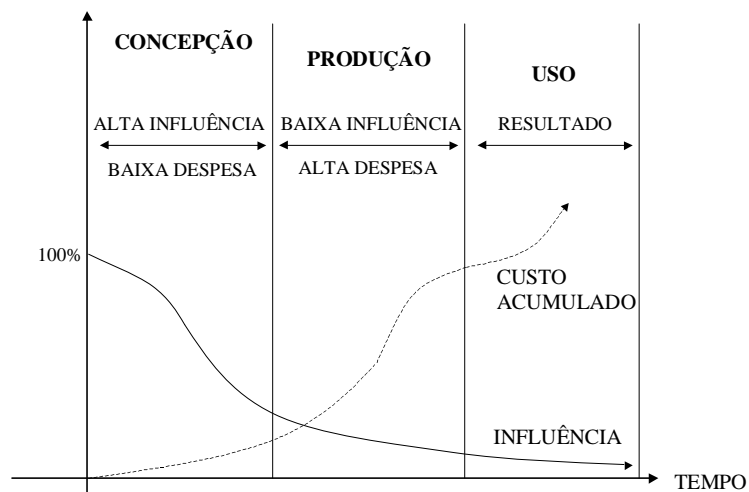 CONCEPÇÃO
PRODUÇÃO
USO
ALTA INFLUÊNCIA
BAIXA DESPESA
BAIXA INFLUÊNCIA
ALTA DESPESA
RESULTADO
100%
CUSTO
ACUMULADO
INFLUÊNCIA
TEMPO